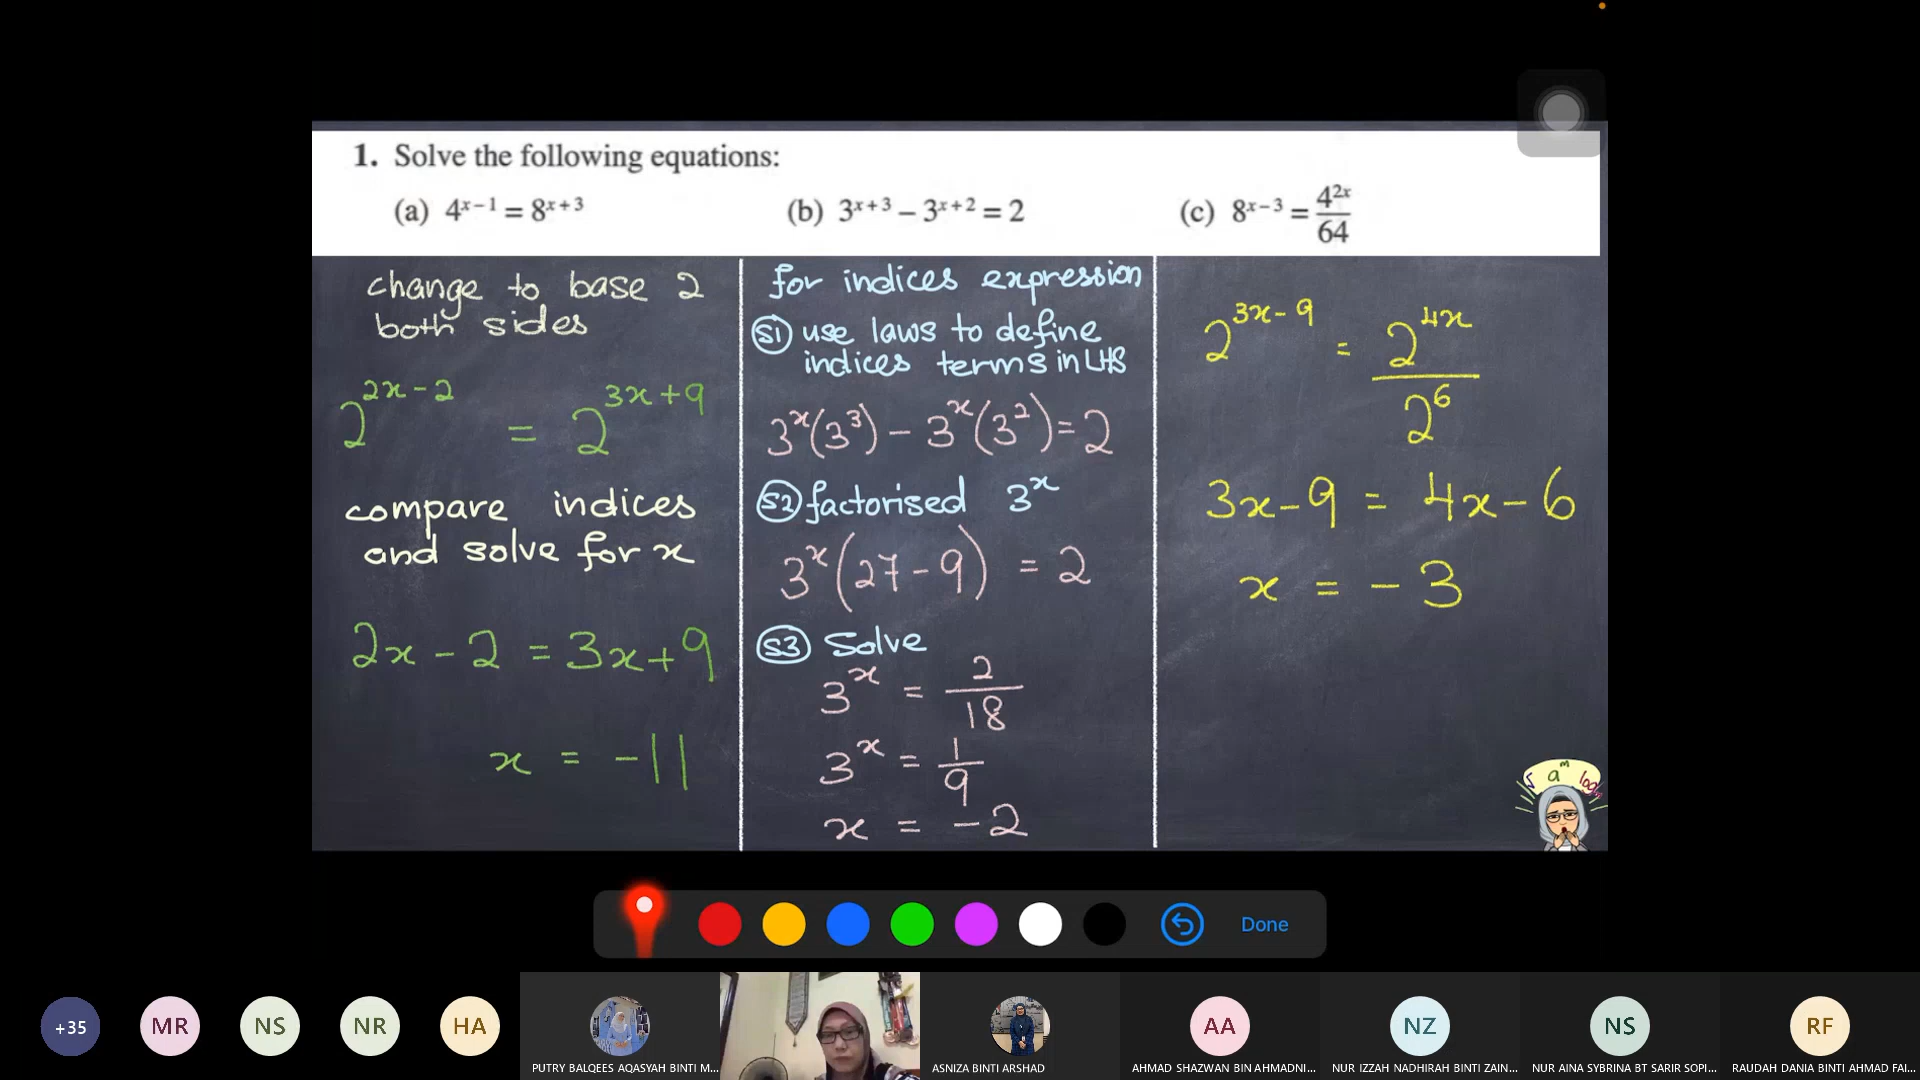 1. Solve the following equations:
(a) 4^{x-1} = 8^{x+3}
(b) 3^{x+3} – 3^{x+2} = 2
(c) 8^{x-3} = 4^{2x}/64
change to base 2
both sides
2^{2x-2} = 2^{3x+9}
compare indices
and solve for x
2x - 2 = 3x+9
x = -11
for indices expression
S1 use laws to define
indices terms in LHS
3^x(3^3) - 3^x(3^2) = 2
S2 factorised 3^x
3^x(27-9) = 2
S3 Solve
3^x = 2/18
3^x = 1/9
x = -2
2^{3x-9} = 2^{4x}/2^6
3x-9 = 4x-6
x = -3
a^m log
Done
+35
MR
NS
NR
HA
PUTRY BALQEES AQASYAH BINTI M...
ASNIZA BINTI ARSHAD
AA
AHMAD SHAZWAN BIN AHMADNI...
NZ
NUR IZZAH NADHIRAH BINTI ZAIN...
NS
NUR AINA SYBRINA BT SARIR SOPI...
RF
RAUDAH DANIA BINTI AHMAD FAI...